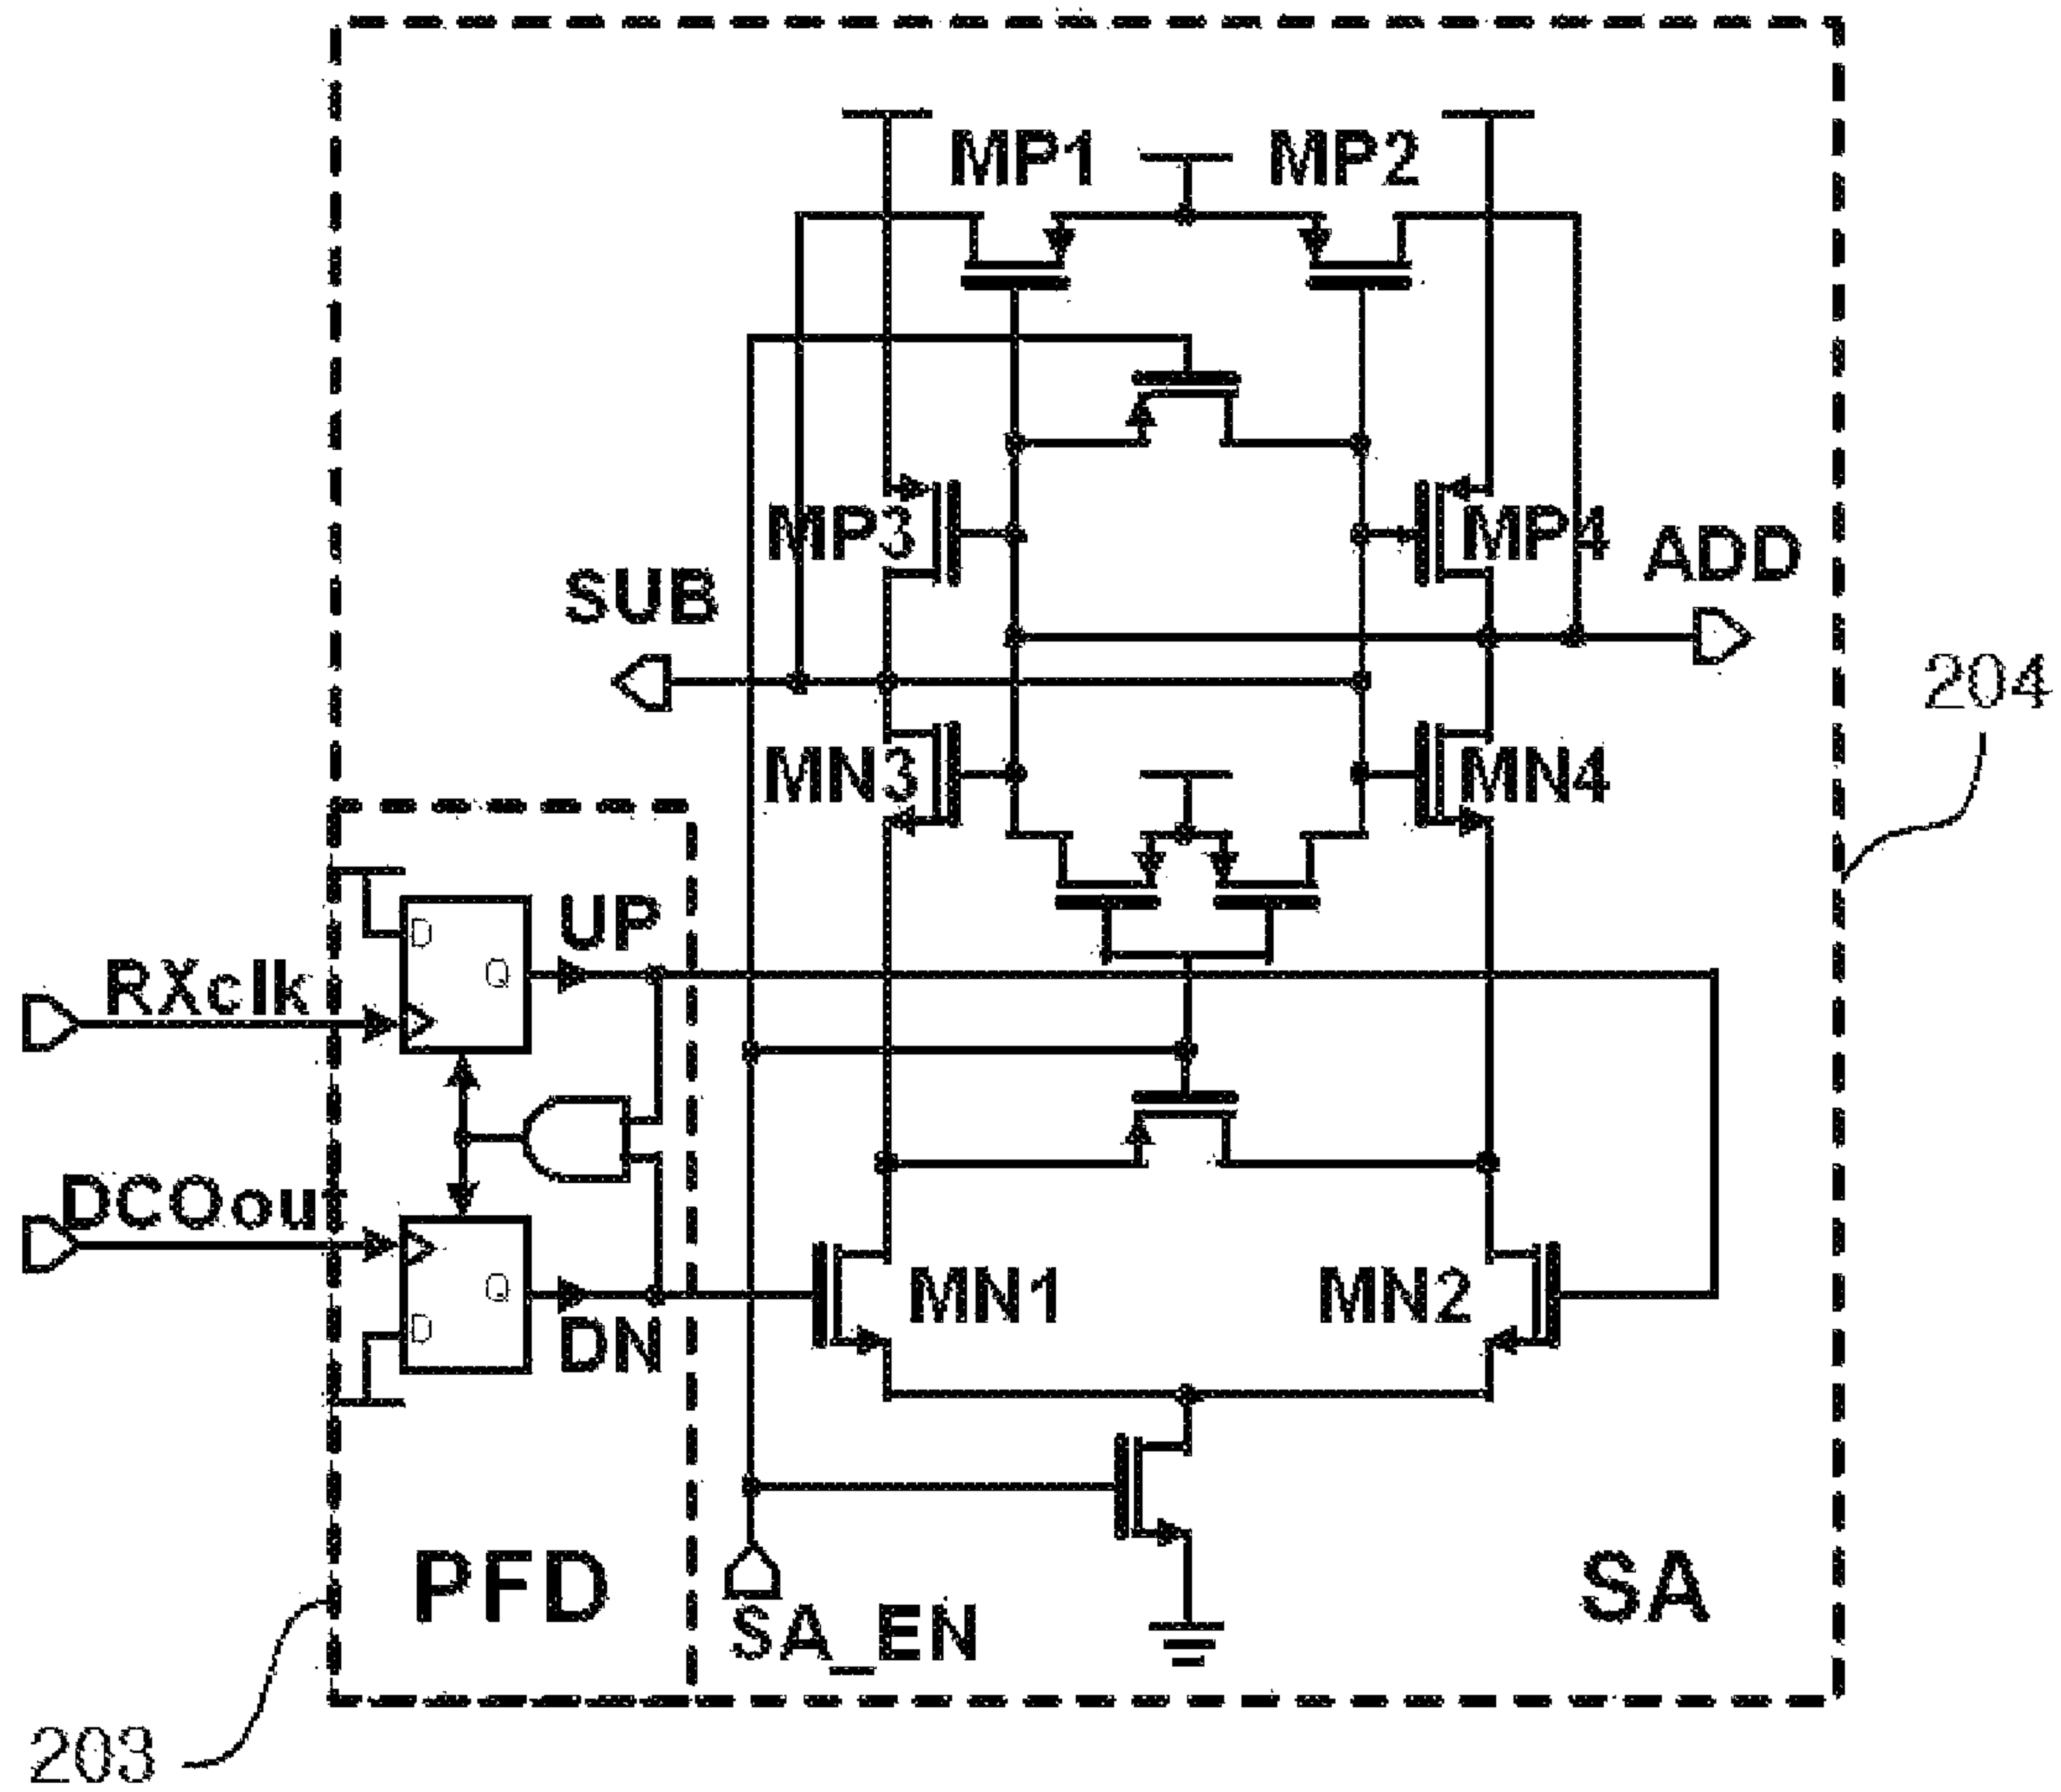 MP1 MP2
MP3 MP4
SUB ADD
204
MN3 MN4
D UP
RXclk Q
DCOout
Q MN1 MN2
D DN
PFD SA_EN SA
203